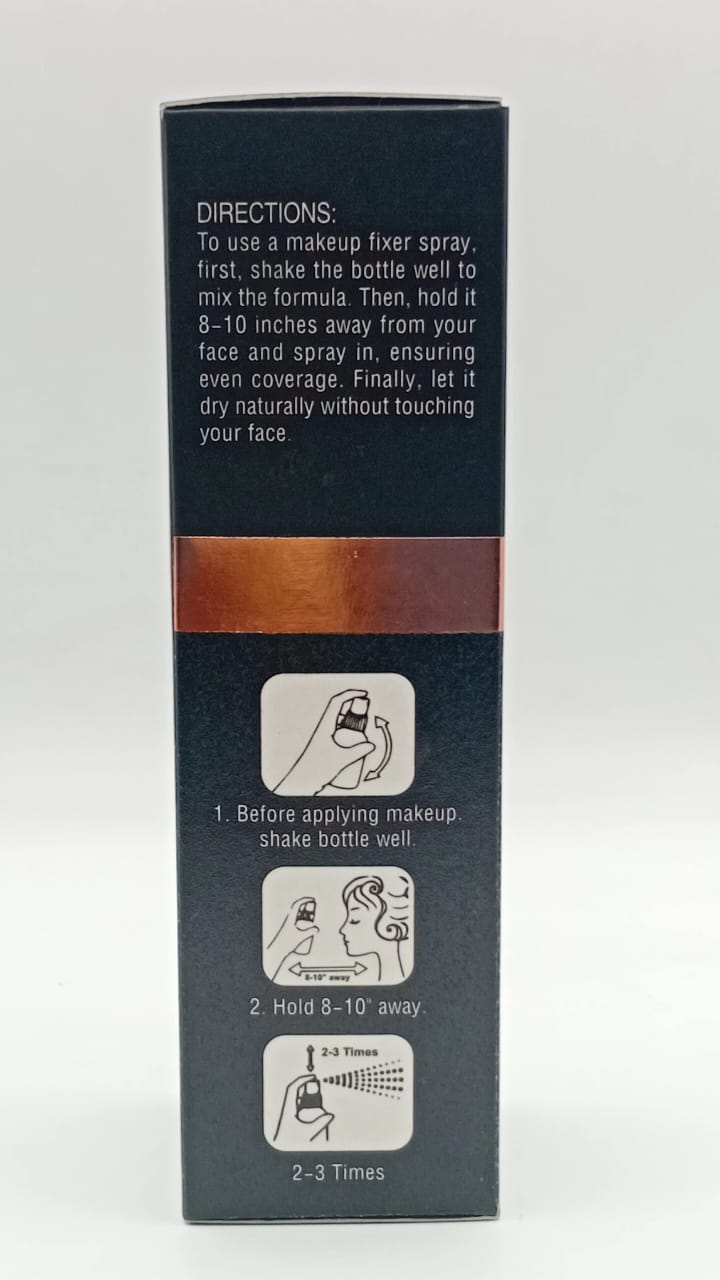 DIRECTIONS:
To use a makeup fixer spray,
first, shake the bottle well to
mix the formula. Then, hold it
8-10 inches away from your
face and spray in, ensuring
even coverage. Finally, let it
dry naturally without touching
your face.
1. Before applying makeup.
shake bottle well.
8-10" away
2. Hold 8-10" away.
2-3 Times
2-3 Times